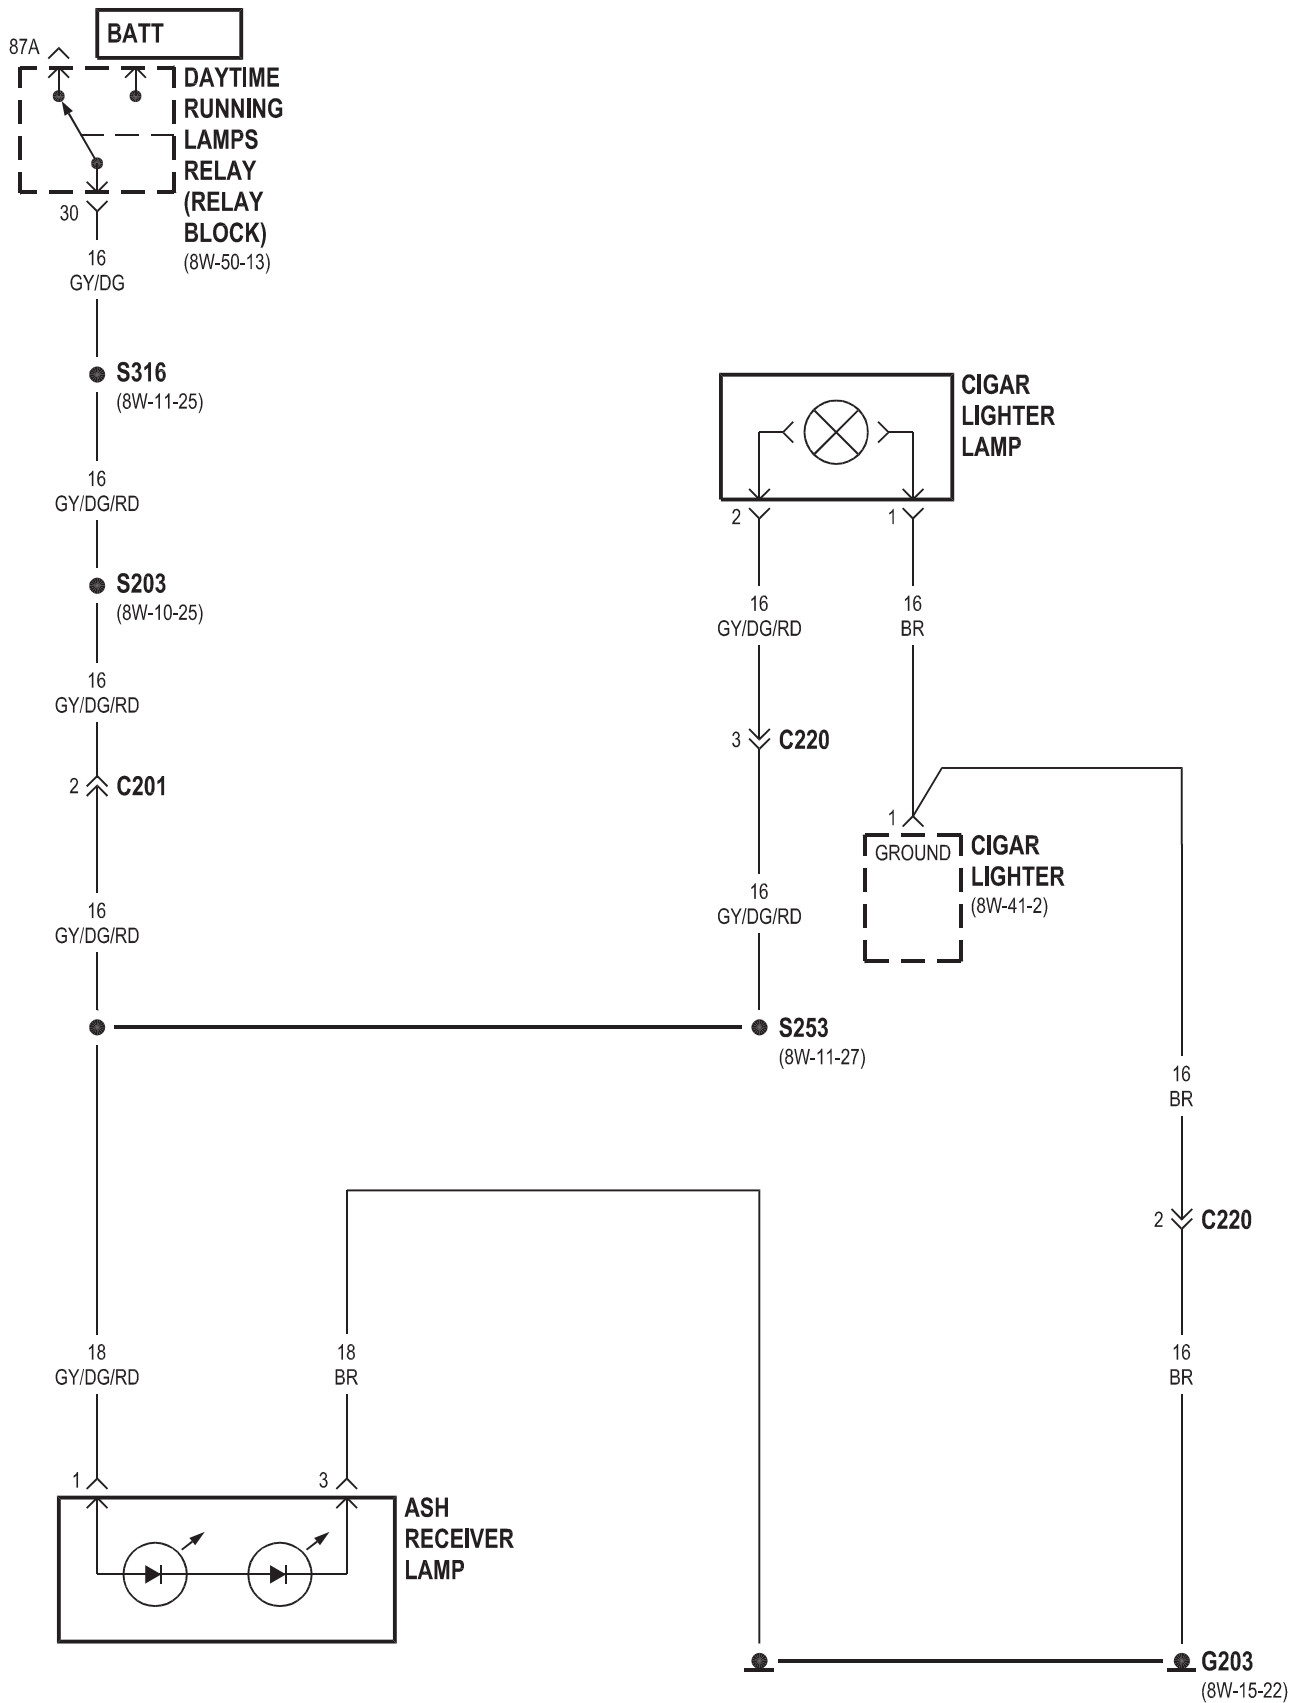 BATT
87A
DAYTIME
RUNNING
LAMPS
RELAY
(RELAY
BLOCK)
(8W-50-13)
30
16
GY/DG
S316
(8W-11-25)
16
GY/DG/RD
S203
(8W-10-25)
16
GY/DG/RD
2
C201
16
GY/DG/RD
CIGAR
LIGHTER
LAMP
2
1
16
GY/DG/RD
16
BR
3
C220
1
GROUND
CIGAR
LIGHTER
(8W-41-2)
16
GY/DG/RD
S253
(8W-11-27)
16
BR
2
C220
18
GY/DG/RD
18
BR
16
BR
1
3
ASH
RECEIVER
LAMP
G203
(8W-15-22)